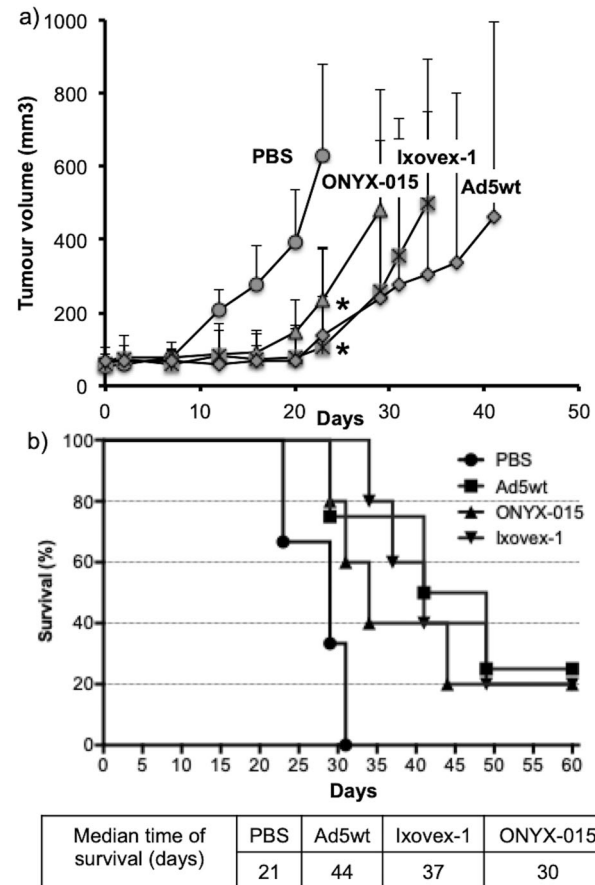 a)
Tumour volume (mm3)
1000
800
600
400
200
0
PBS
ONYX-015
Ixovex-1
Ad5wt
*
*
0 10 20 30 40 50
Days
b)
Survival (%)
100
80
60
40
20
0
PBS
Ad5wt
ONYX-015
Ixovex-1
0 5 10 15 20 25 30 35 40 45 50 55 60
Days
Median time of survival (days) PBS Ad5wt Ixovex-1 ONYX-015
21 44 37 30